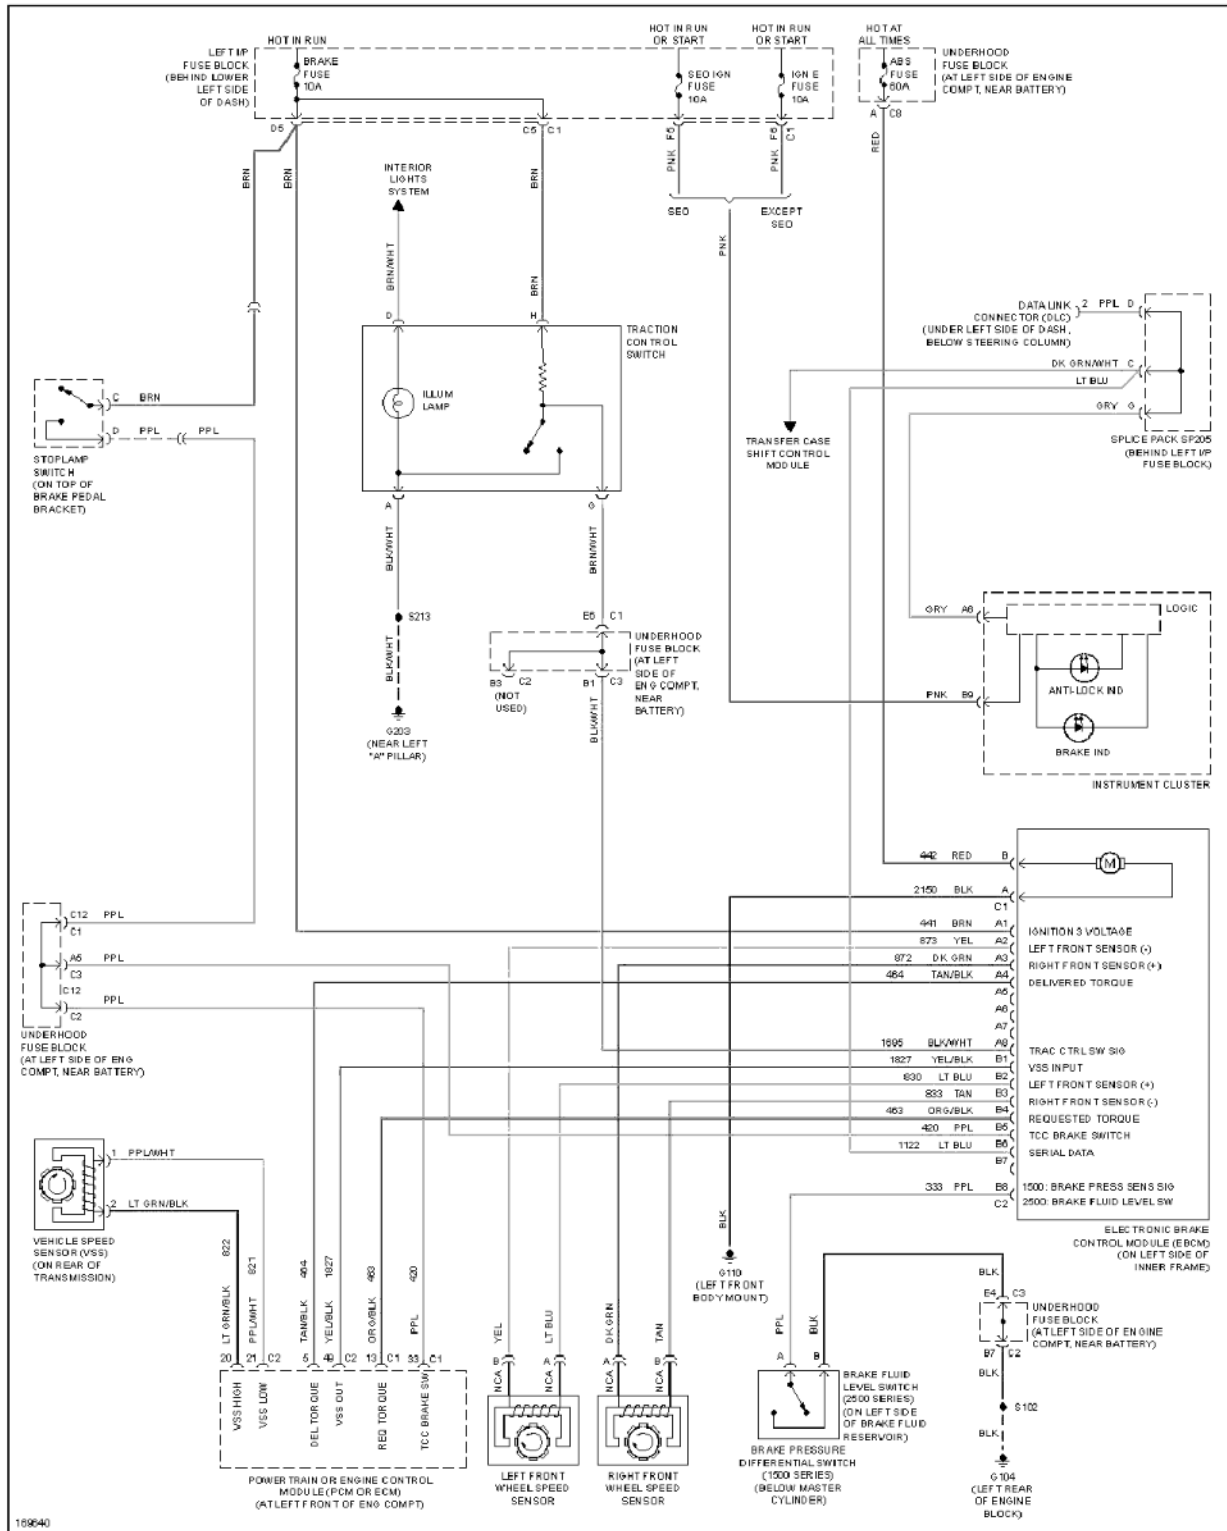 HOT IN RUN
HOT IN RUN
OR START
HOT IN RUN
OR START
HOT AT
ALL TIMES
LEFT I/P
FUSE BLOCK
(BEHIND LOWER
LEFT SIDE
OF DASH)
BRAKE
FUSE
10A
SEO IGN
FUSE
10A
IGN E
FUSE
10A
ABS
FUSE
60A
UNDERHOOD
FUSE BLOCK
(AT LEFT SIDE OF ENGINE
COMPT, NEAR BATTERY)
D5
C5 C1
F5
F6 C1
A C8
BRN
BRN
BRN
PNK
PNK
RED
INTERIOR
LIGHTS
SYSTEM
SEO
EXCEPT
SEO
PNK
BRN/WHT
D
H
TRACTION
CONTROL
SWITCH
ILLUM
LAMP
A
G
DATA LINK
CONNECTOR (DLC)
(UNDER LEFT SIDE OF DASH,
BELOW STEERING COLUMN)
2 PPL D
DK GRN/WHT C
LT BLU
GRY G
TRANSFER CASE
SHIFT CONTROL
MODULE
SPLICE PACK SP205
(BEHIND LEFT I/P
FUSE BLOCK)
C BRN
D PPL PPL
STOPLAMP
SWITCH
(ON TOP OF
BRAKE PEDAL
BRACKET)
BLK/WHT
BRN/WHT
S213
BLK/WHT
G203
(NEAR LEFT
"A" PILLAR)
E6 C1
UNDERHOOD
FUSE BLOCK
(AT LEFT
SIDE OF
ENG COMPT,
NEAR
BATTERY)
B3 C2
(NOT
USED)
B1 C3
BLK/WHT
GRY A8
LOGIC
ANTI-LOCK IND
PNK B9
BRAKE IND
INSTRUMENT CLUSTER
442 RED B
M
2150 BLK A
C1
441 BRN A1 IGNITION 3 VOLTAGE
873 YEL A2 LEFT FRONT SENSOR (-)
872 DK GRN A3 RIGHT FRONT SENSOR (+)
464 TAN/BLK A4 DELIVERED TORQUE
A5
A6
A7
1695 BLK/WHT A8 TRAC CTRL SW SIG
1827 YEL/BLK B1 VSS INPUT
830 LT BLU B2 LEFT FRONT SENSOR (+)
833 TAN B3 RIGHT FRONT SENSOR (-)
463 ORG/BLK B4 REQUESTED TORQUE
420 PPL B5 TCC BRAKE SWITCH
1122 LT BLU B6 SERIAL DATA
B7
333 PPL B8 1500: BRAKE PRESS SENS SIG
C2 2500: BRAKE FLUID LEVEL SW
ELECTRONIC BRAKE
CONTROL MODULE (EBCM)
(ON LEFT SIDE OF
INNER FRAME)
C12 PPL
C1
A5 PPL
C3
C12 PPL
C2
UNDERHOOD
FUSE BLOCK
(AT LEFT SIDE OF ENG
COMPT, NEAR BATTERY)
1 PPL/WHT
2 LT GRN/BLK
VEHICLE SPEED
SENSOR (VSS)
(ON REAR OF
TRANSMISSION)
822
821
464
1827
463
420
LT GRN/BLK
PPL/WHT
TAN/BLK
YEL/BLK
ORG/BLK
PPL
20 21 C2 5 49 C2 13 C1 33 C1
VSS HIGH
VSS LOW
DEL TORQUE
VSS OUT
REQ TORQUE
TCC BRAKE SW
POWERTRAIN OR ENGINE CONTROL
MODULE (PCM OR ECM)
(AT LEFT FRONT OF ENG COMPT)
YEL
LT BLU
B A
NCA
NCA
LEFT FRONT
WHEEL SPEED
SENSOR
DK GRN
TAN
A B
NCA
NCA
RIGHT FRONT
WHEEL SPEED
SENSOR
BLK
G110
(LEFT FRONT
BODY MOUNT)
PPL
BLK
A B
BRAKE FLUID
LEVEL SWITCH
(2500 SERIES)
(ON LEFT SIDE
OF BRAKE FLUID
RESERVOIR)
BRAKE PRESSURE
DIFFERENTIAL SWITCH
(1500 SERIES)
(BELOW MASTER
CYLINDER)
BLK
E4 C3
UNDERHOOD
FUSE BLOCK
(AT LEFT SIDE OF ENGINE
COMPT, NEAR BATTERY)
B7 C2
BLK
S102
BLK
G104
(LEFT REAR
OF ENGINE
BLOCK)
169640